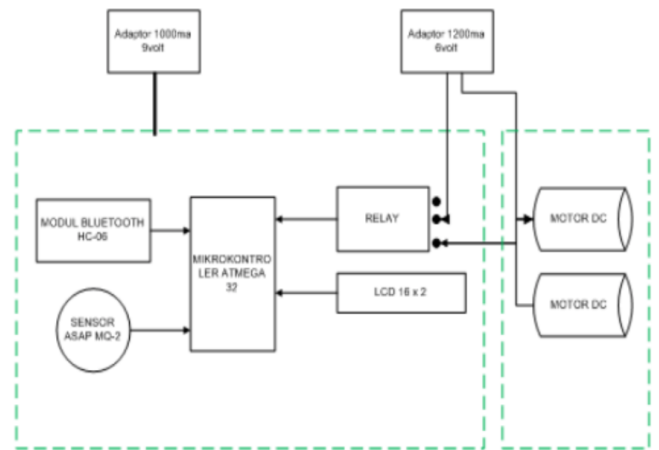 Adaptor 1000ma
9volt
Adaptor 1200ma
6volt
MODUL BLUETOOTH
HC-06
MIKROKONTRO
LER ATMEGA
32
RELAY
MOTOR DC
LCD 16 x 2
MOTOR DC
SENSOR
ASAP MQ-2